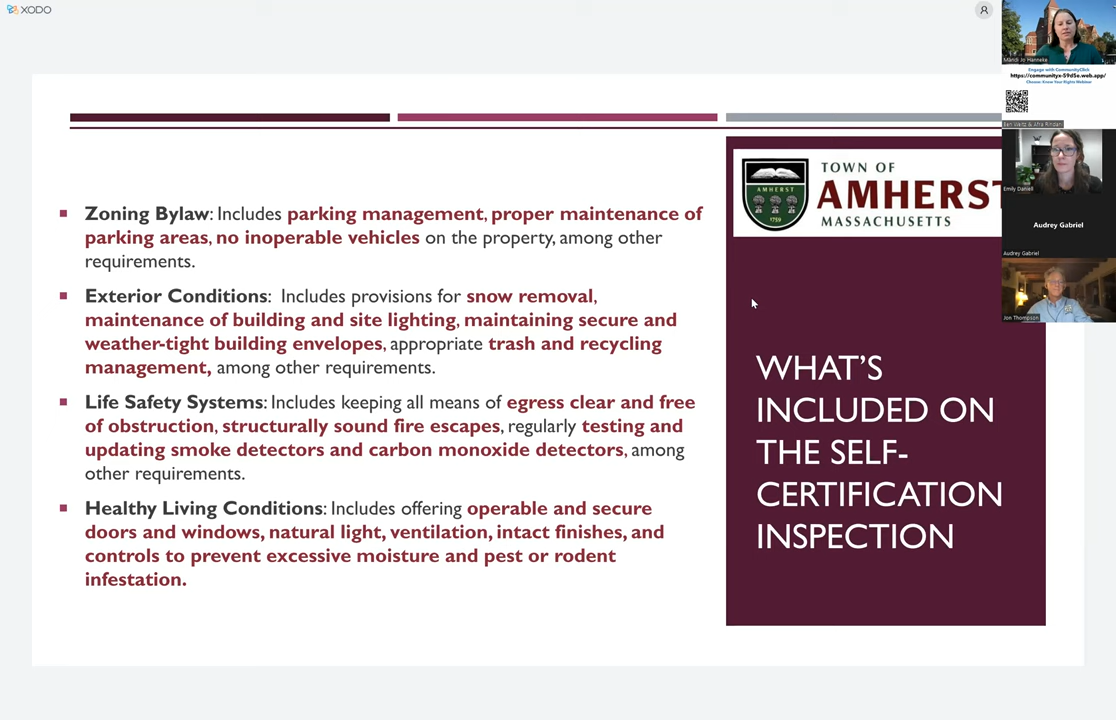 XODO
Zoning Bylaw: Includes parking management, proper maintenance of
parking areas, no inoperable vehicles on the property, among other
requirements.
Exterior Conditions: Includes provisions for snow removal,
maintenance of building and site lighting, maintaining secure and
weather-tight building envelopes, appropriate trash and recycling
management, among other requirements.
Life Safety Systems: Includes keeping all means of egress clear and free
of obstruction, structurally sound fire escapes, regularly testing and
updating smoke detectors and carbon monoxide detectors, among
other requirements.
Healthy Living Conditions: Includes offering operable and secure
doors and windows, natural light, ventilation, intact finishes, and
controls to prevent excessive moisture and pest or rodent
infestation.
AMHERST
1759
TOWN OF
AMHERST
MASSACHUSETTS
WHAT'S
INCLUDED ON
THE SELF-
CERTIFICATION
INSPECTION
Mandi Jo Hanneke
Engage with CommunityClick
https://communityx-59d5e.web.app/
Choose: Know Your Rights Webinar
Emily Daniell
Audrey Gabriel
Audrey Gabriel
Jon Thompson